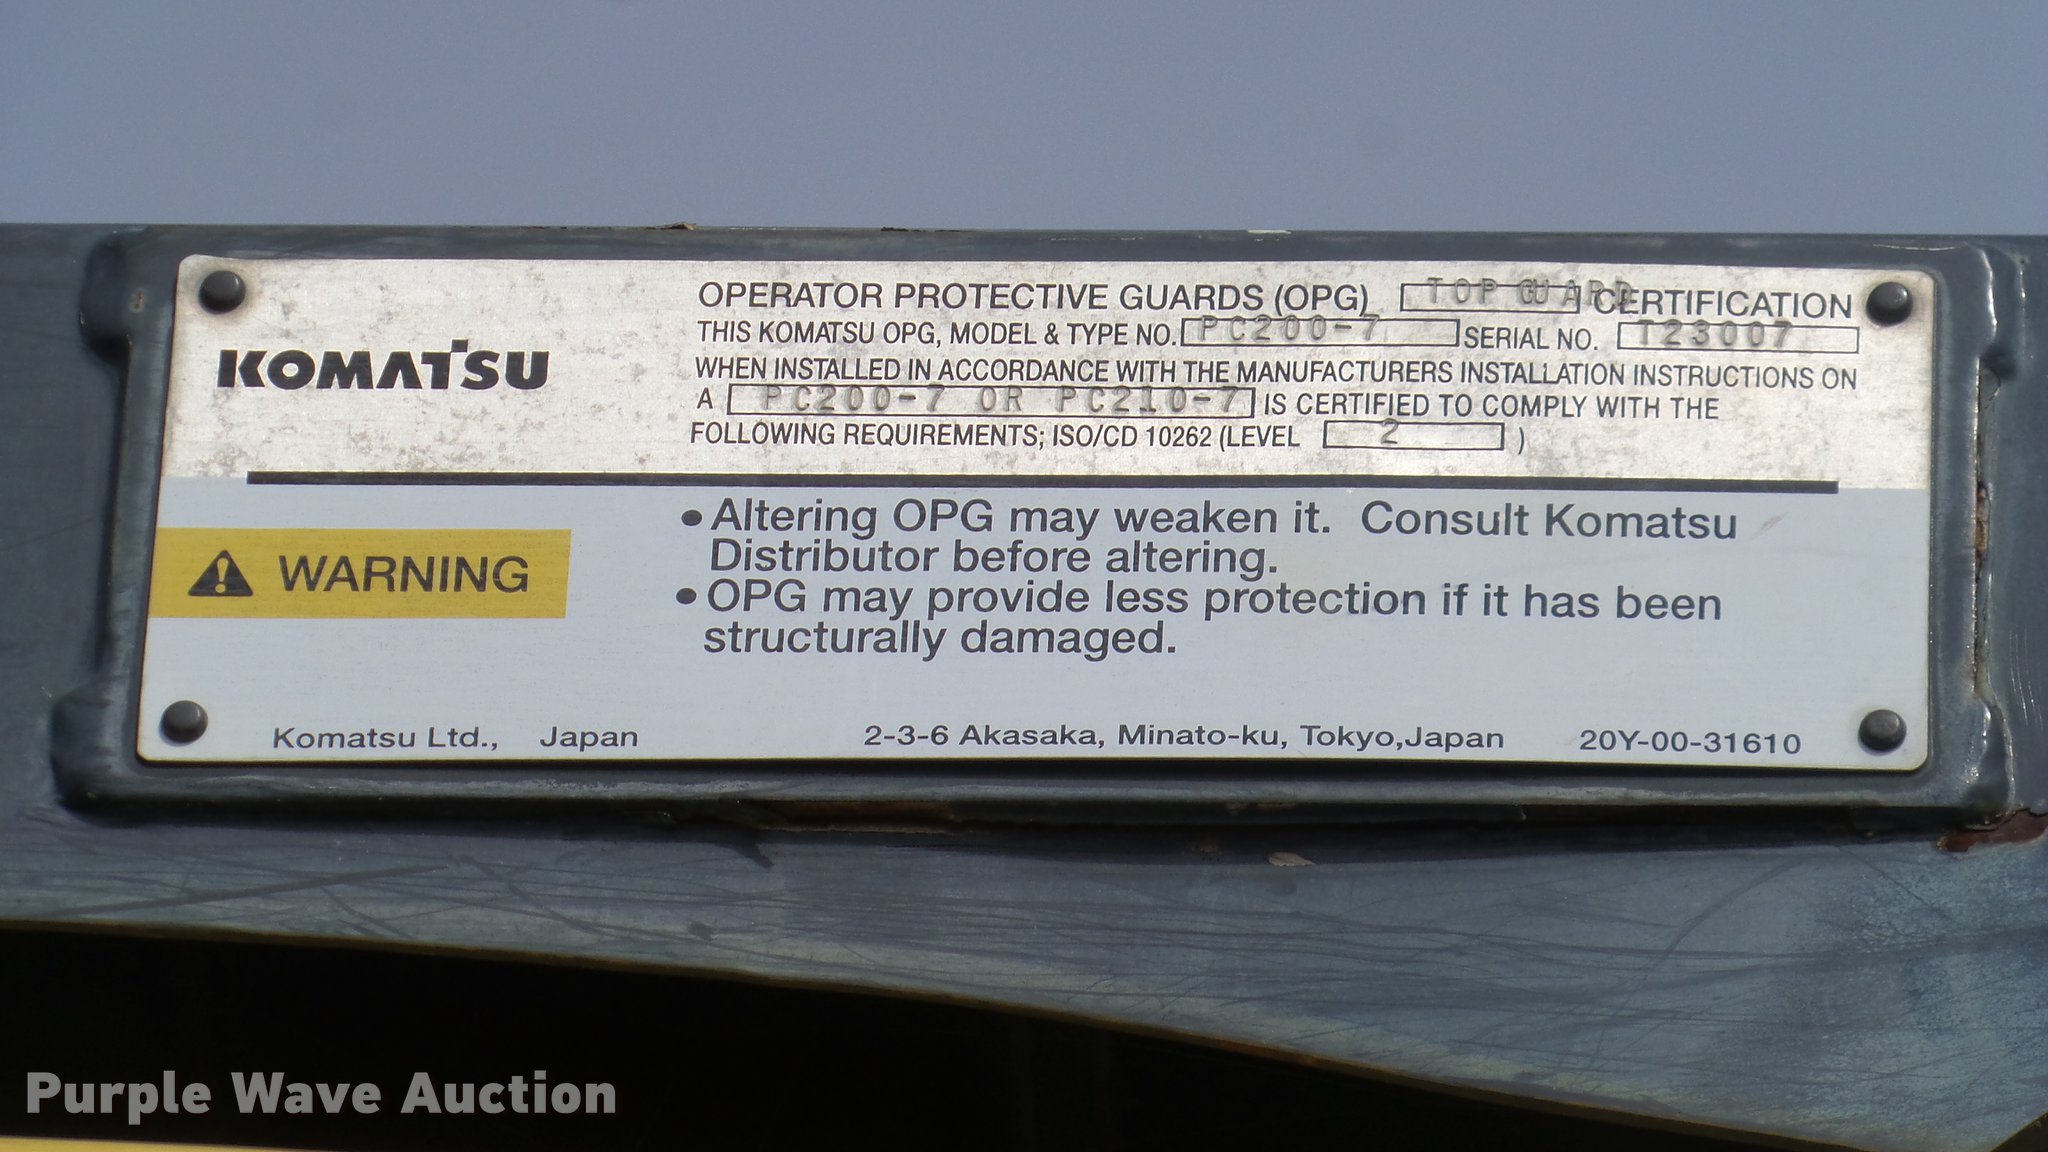 OPERATOR PROTECTIVE GUARDS (OPG) TOP GUARD CERTIFICATION
THIS KOMATSU OPG, MODEL & TYPE NO. PC200-7 SERIAL NO. T23007
WHEN INSTALLED IN ACCORDANCE WITH THE MANUFACTURERS INSTALLATION INSTRUCTIONS ON
A PC200-7 OR PC210-7 IS CERTIFIED TO COMPLY WITH THE
FOLLOWING REQUIREMENTS; ISO/CD 10262 (LEVEL 2 )
KOMATSU
WARNING
• Altering OPG may weaken it. Consult Komatsu
Distributor before altering.
• OPG may provide less protection if it has been
structurally damaged.
Komatsu Ltd., Japan 2-3-6 Akasaka, Minato-ku, Tokyo,Japan 20Y-00-31610
Purple Wave Auction